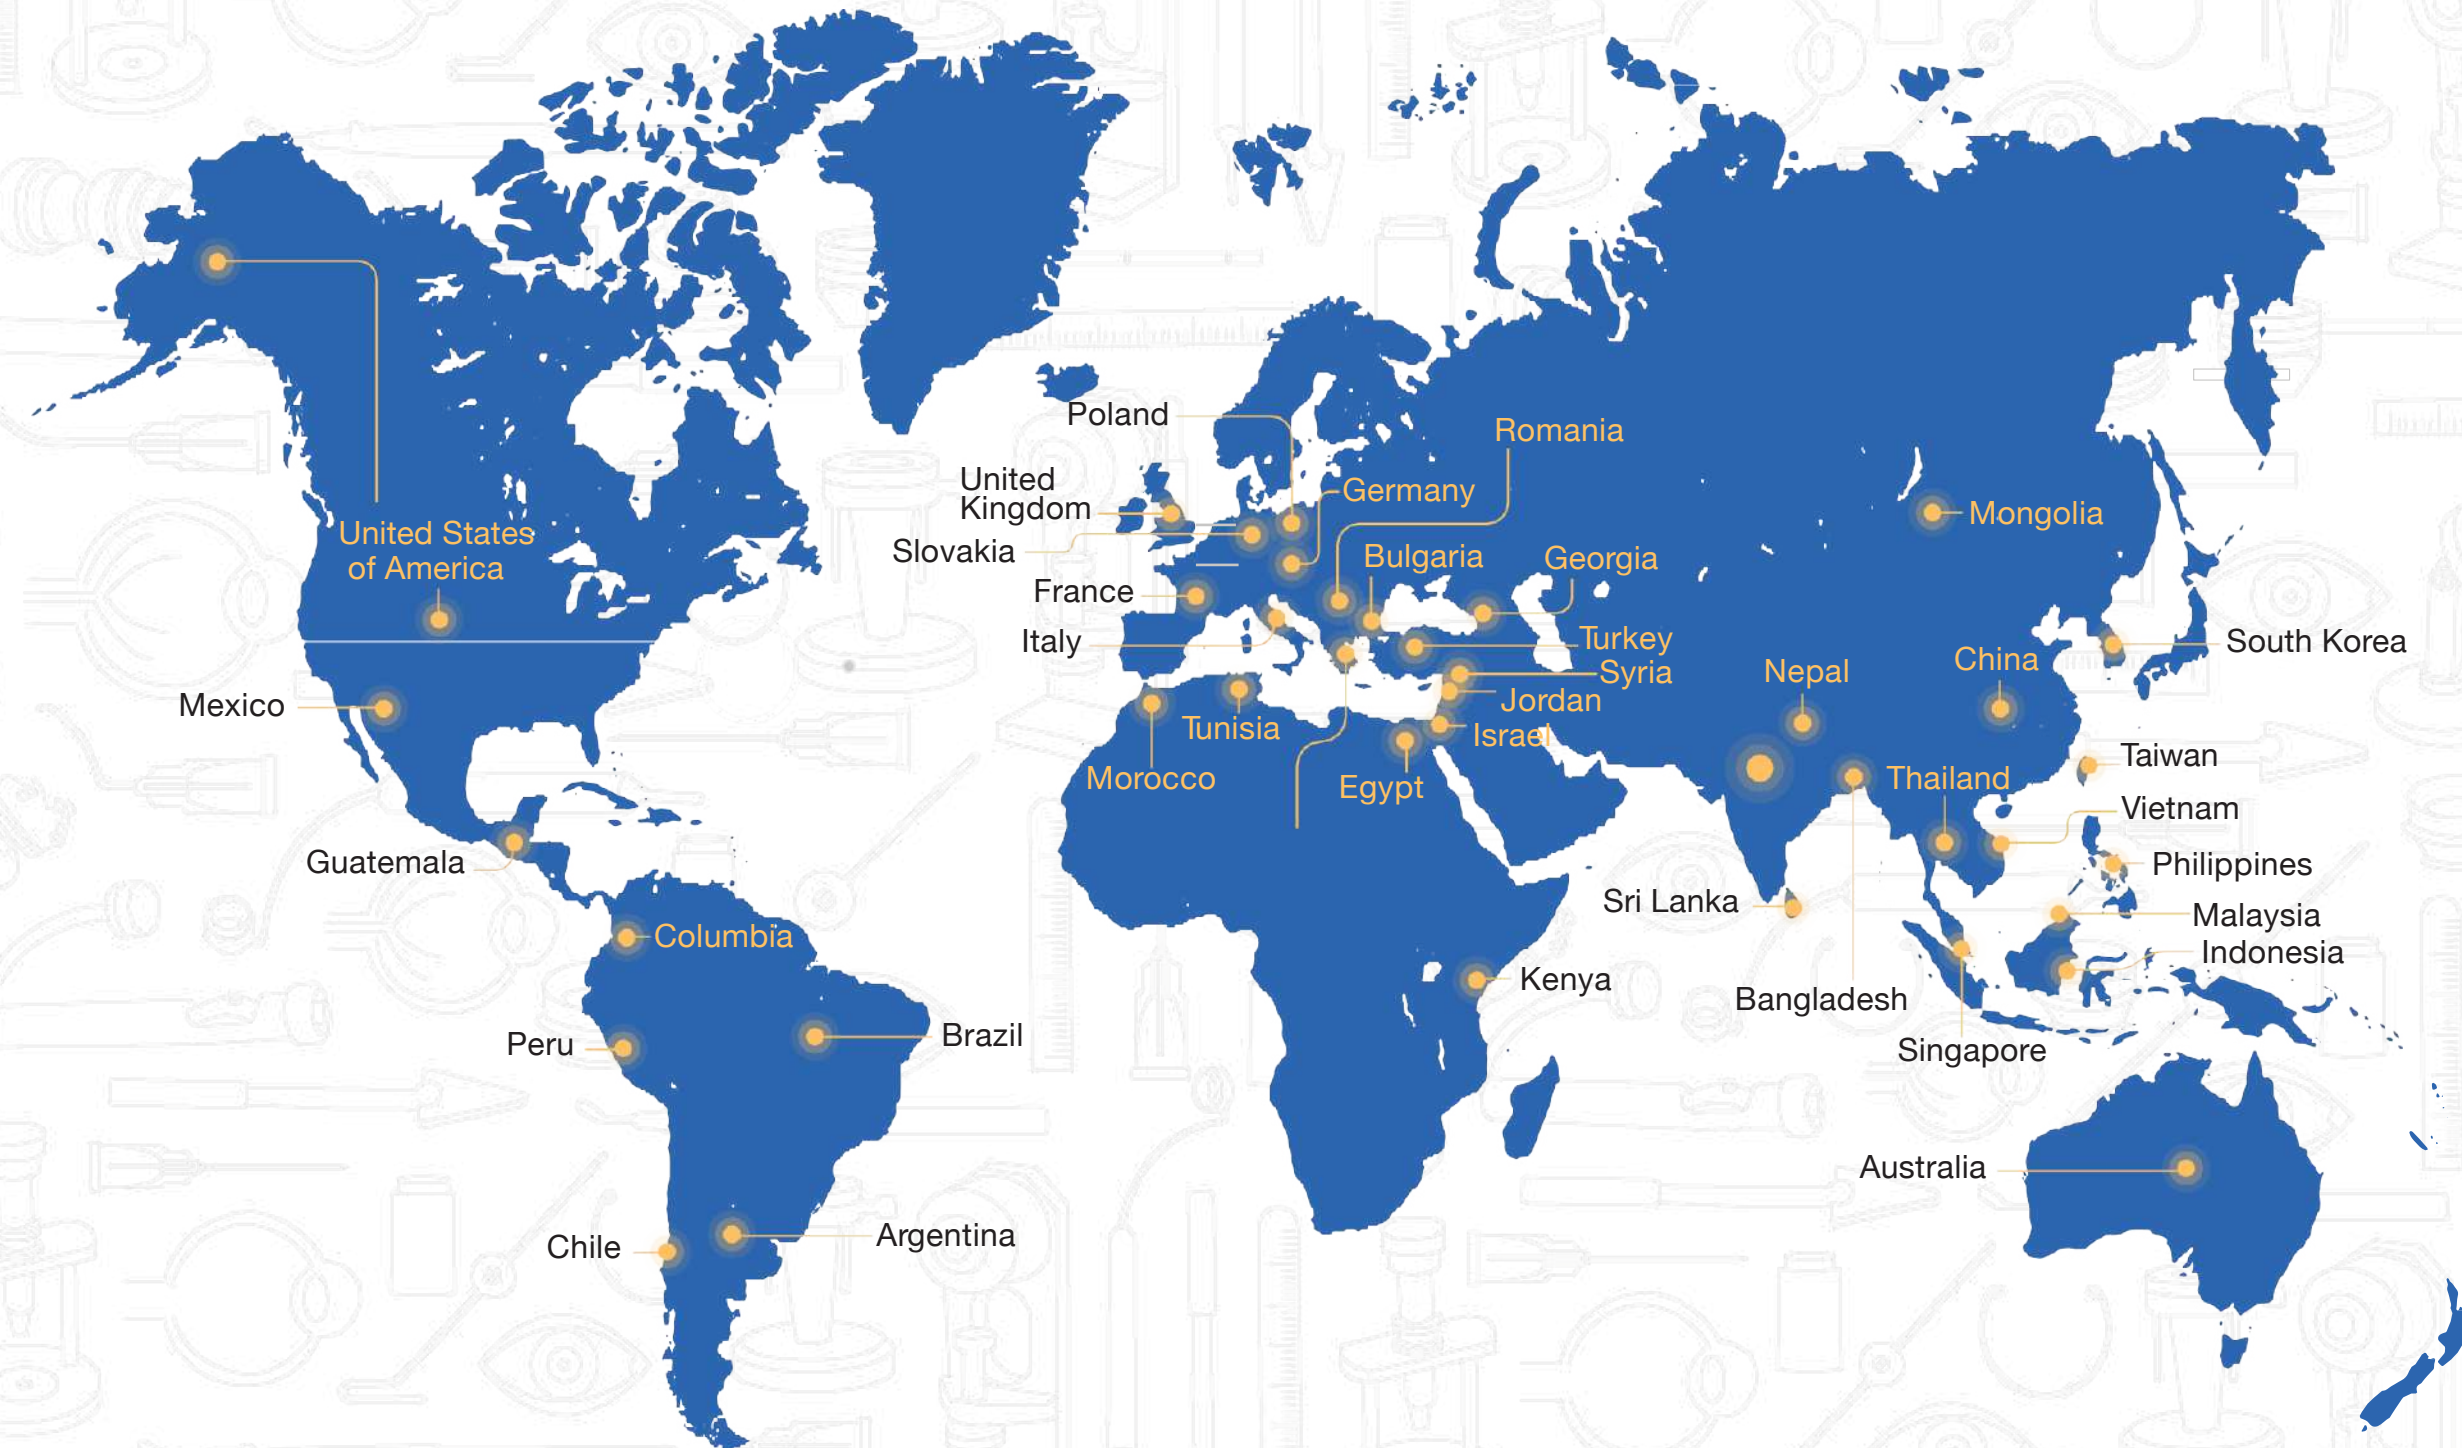 Poland
Romania
United
Kingdom
Germany
Mongolia
Slovakia
United States
of America
Bulgaria
Georgia
France
Italy
Turkey
South Korea
Syria
Nepal
China
Mexico
Jordan
Tunisia
Israel
Taiwan
Morocco
Egypt
Thailand
Vietnam
Guatemala
Philippines
Sri Lanka
Malaysia
Columbia
Indonesia
Kenya
Bangladesh
Peru
Brazil
Singapore
Australia
Chile
Argentina